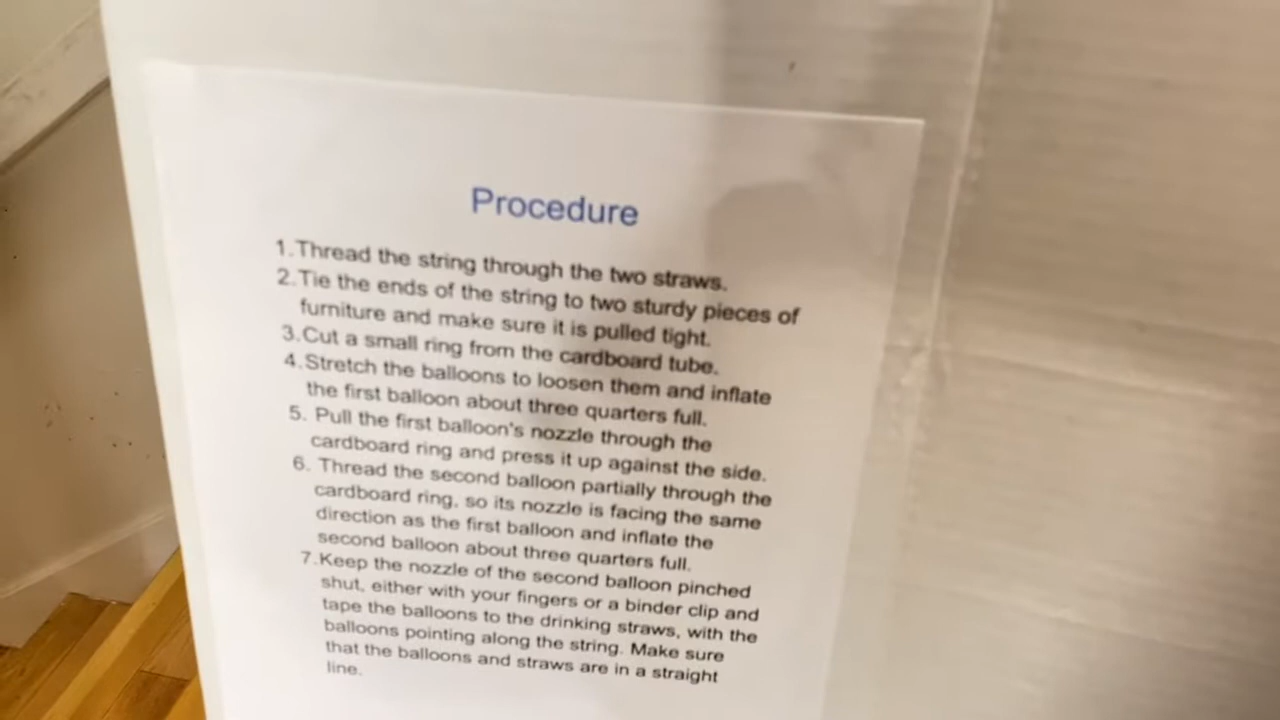 Procedure
1.Thread the string through the two straws.
2.Tie the ends of the string to two sturdy pieces of
furniture and make sure it is pulled tight.
3.Cut a small ring from the cardboard tube.
4.Stretch the balloons to loosen them and inflate
the first balloon about three quarters full.
5. Pull the first balloon's nozzle through the
cardboard ring and press it up against the side.
6. Thread the second balloon partially through the
cardboard ring, so its nozzle is facing the same
direction as the first balloon and inflate the
second balloon about three quarters full.
7.Keep the nozzle of the second balloon pinched
shut, either with your fingers or a binder clip and
tape the balloons to the drinking straws, with the
balloons pointing along the string. Make sure
that the balloons and straws are in a straight
line.